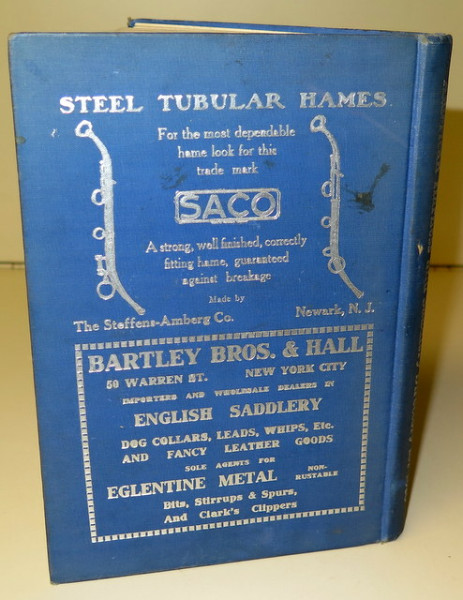 STEEL TUBULAR HAMES
For the most dependable
hame look for this
trade mark
SACO
A strong, well finished, correctly
fitting hame, guaranteed
against breakage
Made by
The Steffens-Amberg Co. Newark, N. J.
BARTLEY BROS. & HALL
50 WARREN ST. NEW YORK CITY
IMPORTERS AND WHOLESALE DEALERS IN
ENGLISH SADDLERY
DOG COLLARS, LEADS, WHIPS, Etc.
AND FANCY LEATHER GOODS
SOLE AGENTS FOR
EGLENTINE METAL NON-
RUSTABLE
Bits, Stirrups & Spurs,
And Clark's Clippers